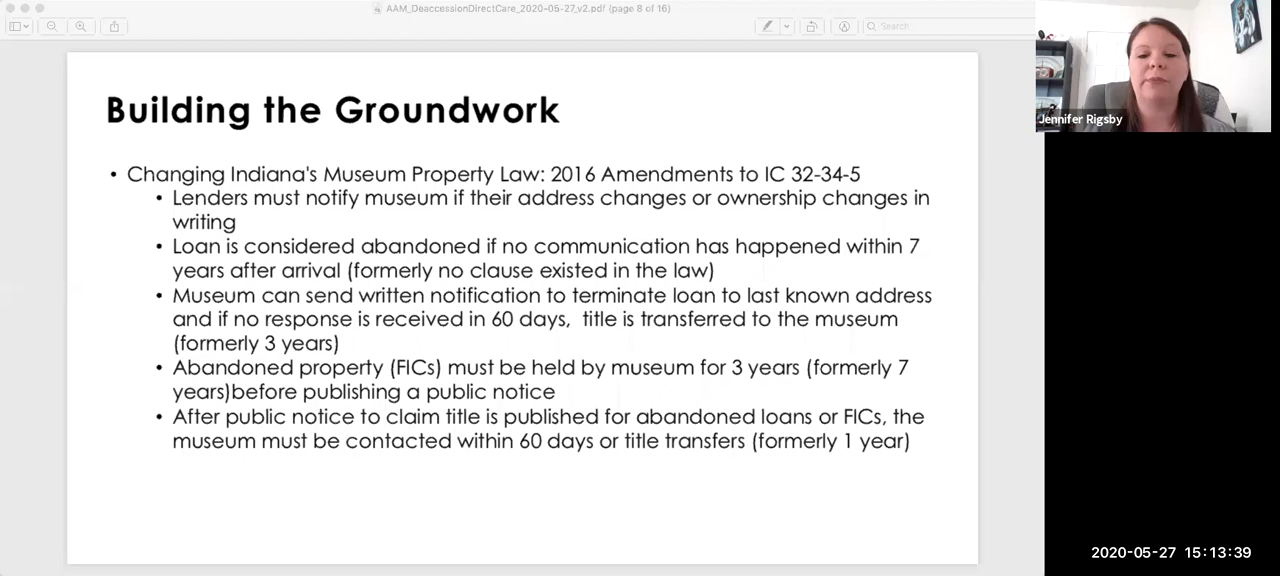 AAM_DeaccessionDirectCare_2020-05-27_v2.pdf (page 8 of 16)
Search
Building the Groundwork
• Changing Indiana's Museum Property Law: 2016 Amendments to IC 32-34-5
• Lenders must notify museum if their address changes or ownership changes in
writing
• Loan is considered abandoned if no communication has happened within 7
years after arrival (formerly no clause existed in the law)
• Museum can send written notification to terminate loan to last known address
and if no response is received in 60 days,  title is transferred to the museum
(formerly 3 years)
• Abandoned property (FICs) must be held by museum for 3 years (formerly 7
years)before publishing a public notice
• After public notice to claim title is published for abandoned loans or FICs, the
museum must be contacted within 60 days or title transfers (formerly 1 year)
Jennifer Rigsby
2020-05-27 15:13:39